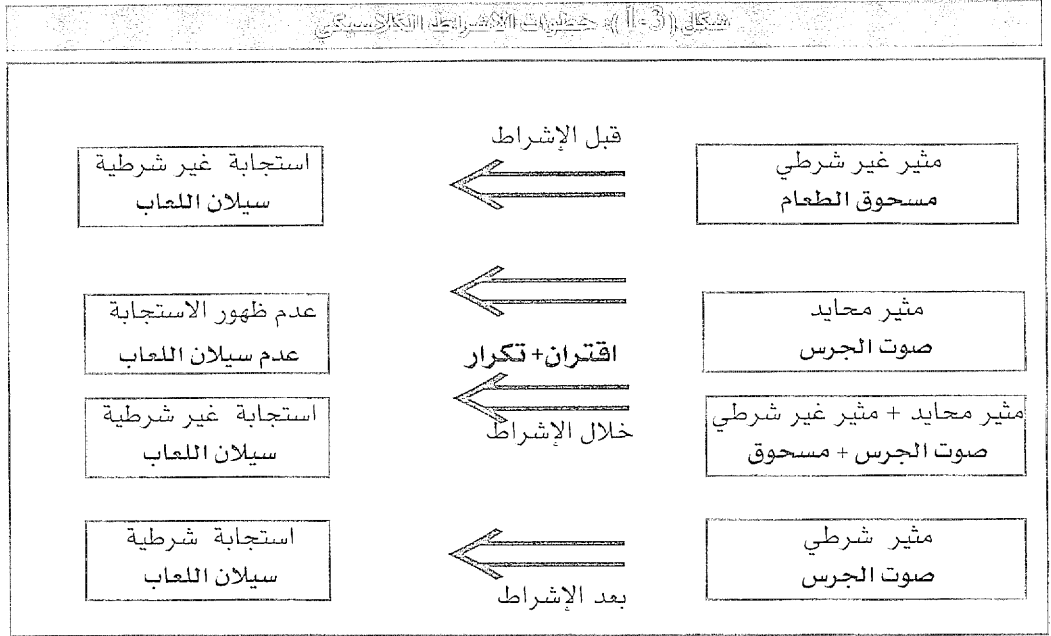 شكل (3-1): خطوات الاشراط الكلاسيكي
قبل الإشراط
مثير غير شرطي
مسحوق الطعام
استجابة غير شرطية
سيلان اللعاب
مثير محايد
صوت الجرس
عدم ظهور الاستجابة
عدم سيلان اللعاب
اقتران+ تكرار
مثير محايد + مثير غير شرطي
صوت الجرس + مسحوق
خلال الإشراط
استجابة غير شرطية
سيلان اللعاب
مثير شرطي
صوت الجرس
استجابة شرطية
سيلان اللعاب
بعد الإشراط